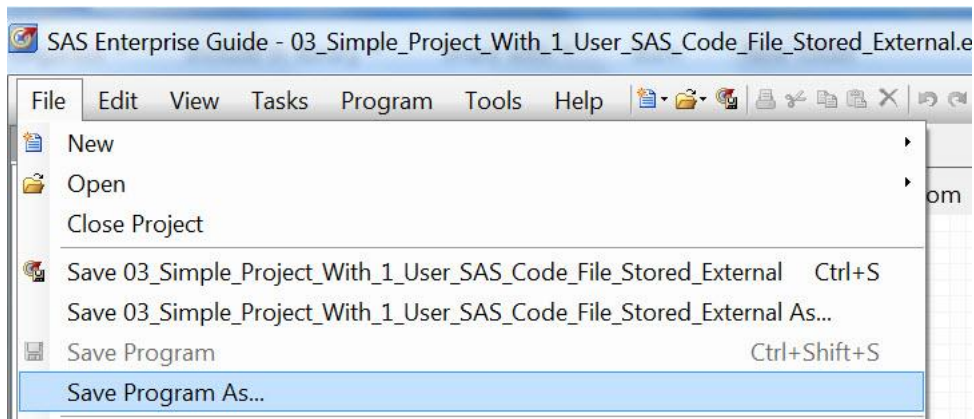 SAS Enterprise Guide - 03_Simple_Project_With_1_User_SAS_Code_File_Stored_External.e
File Edit View Tasks Program Tools Help
New
Open
om
Close Project
Save 03_Simple_Project_With_1_User_SAS_Code_File_Stored_External Ctrl+S
Save 03_Simple_Project_With_1_User_SAS_Code_File_Stored_External As...
Save Program Ctrl+Shift+S
Save Program As...